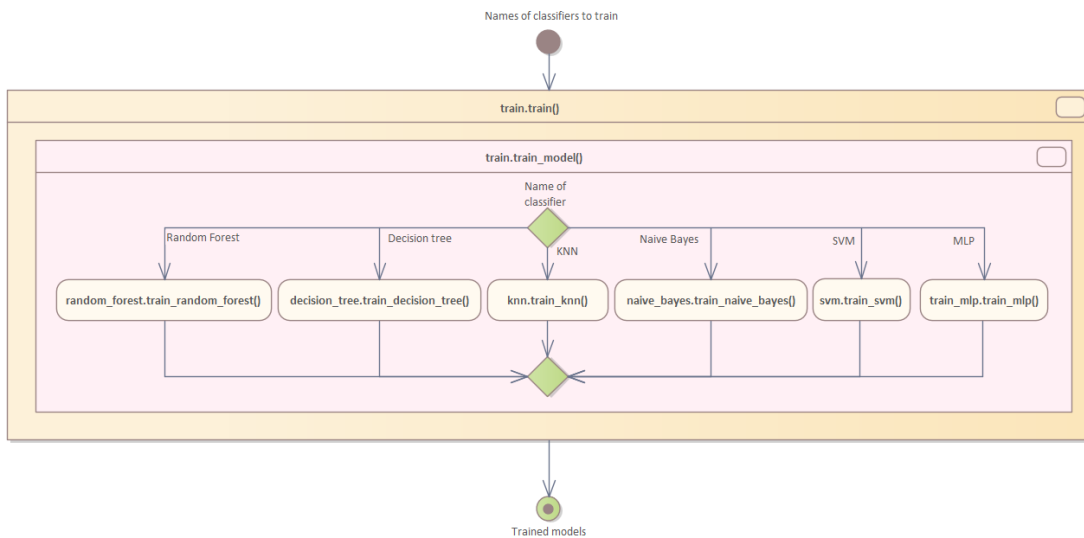 Names of classifiers to train
train.train()
train.train_model()
Name of
classifier
Random Forest
Decision tree
KNN
Naive Bayes
SVM
MLP
random_forest.train_random_forest()
decision_tree.train_decision_tree()
knn.train_knn()
naive_bayes.train_naive_bayes()
svm.train_svm()
train_mlp.train_mlp()
Trained models